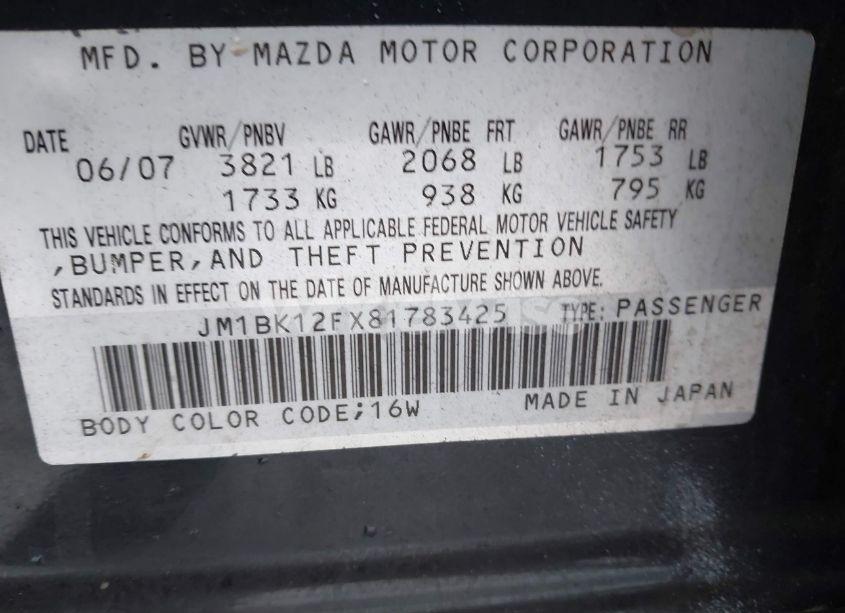 MFD. BY MAZDA MOTOR CORPORATION
DATE GVWR/PNBV GAWR/PNBE FRT GAWR/PNBE RR
06/07 3821 LB 2068 LB 1753 LB
1733 KG 938 KG 795 KG
THIS VEHICLE CONFORMS TO ALL APPLICABLE FEDERAL MOTOR VEHICLE SAFETY
,BUMPER,AND THEFT PREVENTION
STANDARDS IN EFFECT ON THE DATE OF MANUFACTURE SHOWN ABOVE.
JM1BK12FX81783425 TYPE: PASSENGER
BODY COLOR CODE;16W MADE IN JAPAN